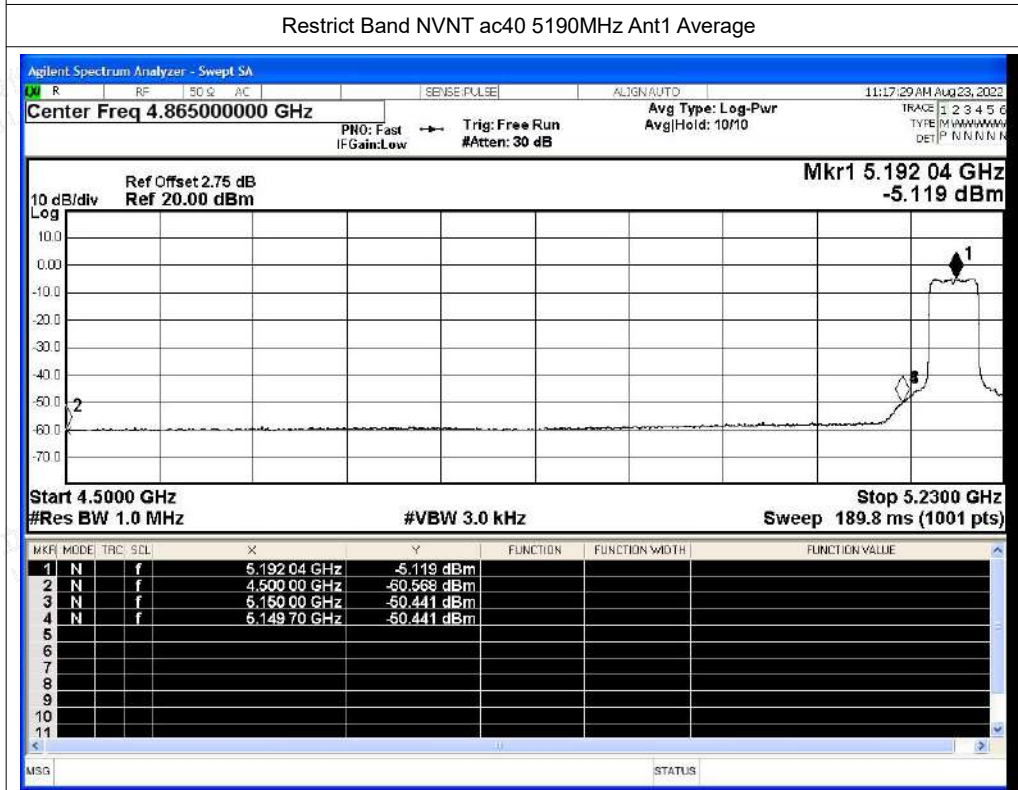 Restrict Band NVNT ac40 5190MHz Ant1 Average
Agilent Spectrum Analyzer - Swept SA
R RF 50 Ω AC SENSE:PULSE ALIGN AUTO 11:17:29 AM Aug 23, 2022
Center Freq 4.865000000 GHz Avg Type: Log-Pwr TRACE 1 2 3 4 5 6
PNO: Fast Trig: Free Run Avg|Hold: 10/10 TYPE M WWWWW
IFGain:Low #Atten: 30 dB DET P N N N N N
Mkr1 5.192 04 GHz
Ref Offset 2.75 dB
10 dB/div Ref 20.00 dBm -5.119 dBm
Log
10.0
0.00
1
-10.0
-20.0
-30.0
-40.0
-50.0
2
-60.0
-70.0
Start 4.5000 GHz Stop 5.2300 GHz
#Res BW 1.0 MHz #VBW 3.0 kHz Sweep 189.8 ms (1001 pts)
MKR MODE TRC SCL X Y FUNCTION FUNCTION WIDTH FUNCTION VALUE
1 N f 5.192 04 GHz -5.119 dBm
2 N f 4.500 00 GHz -60.568 dBm
3 N f 5.150 00 GHz -50.441 dBm
4 N f 5.149 70 GHz -50.441 dBm
5
6
7
8
9
10
11
MSG STATUS